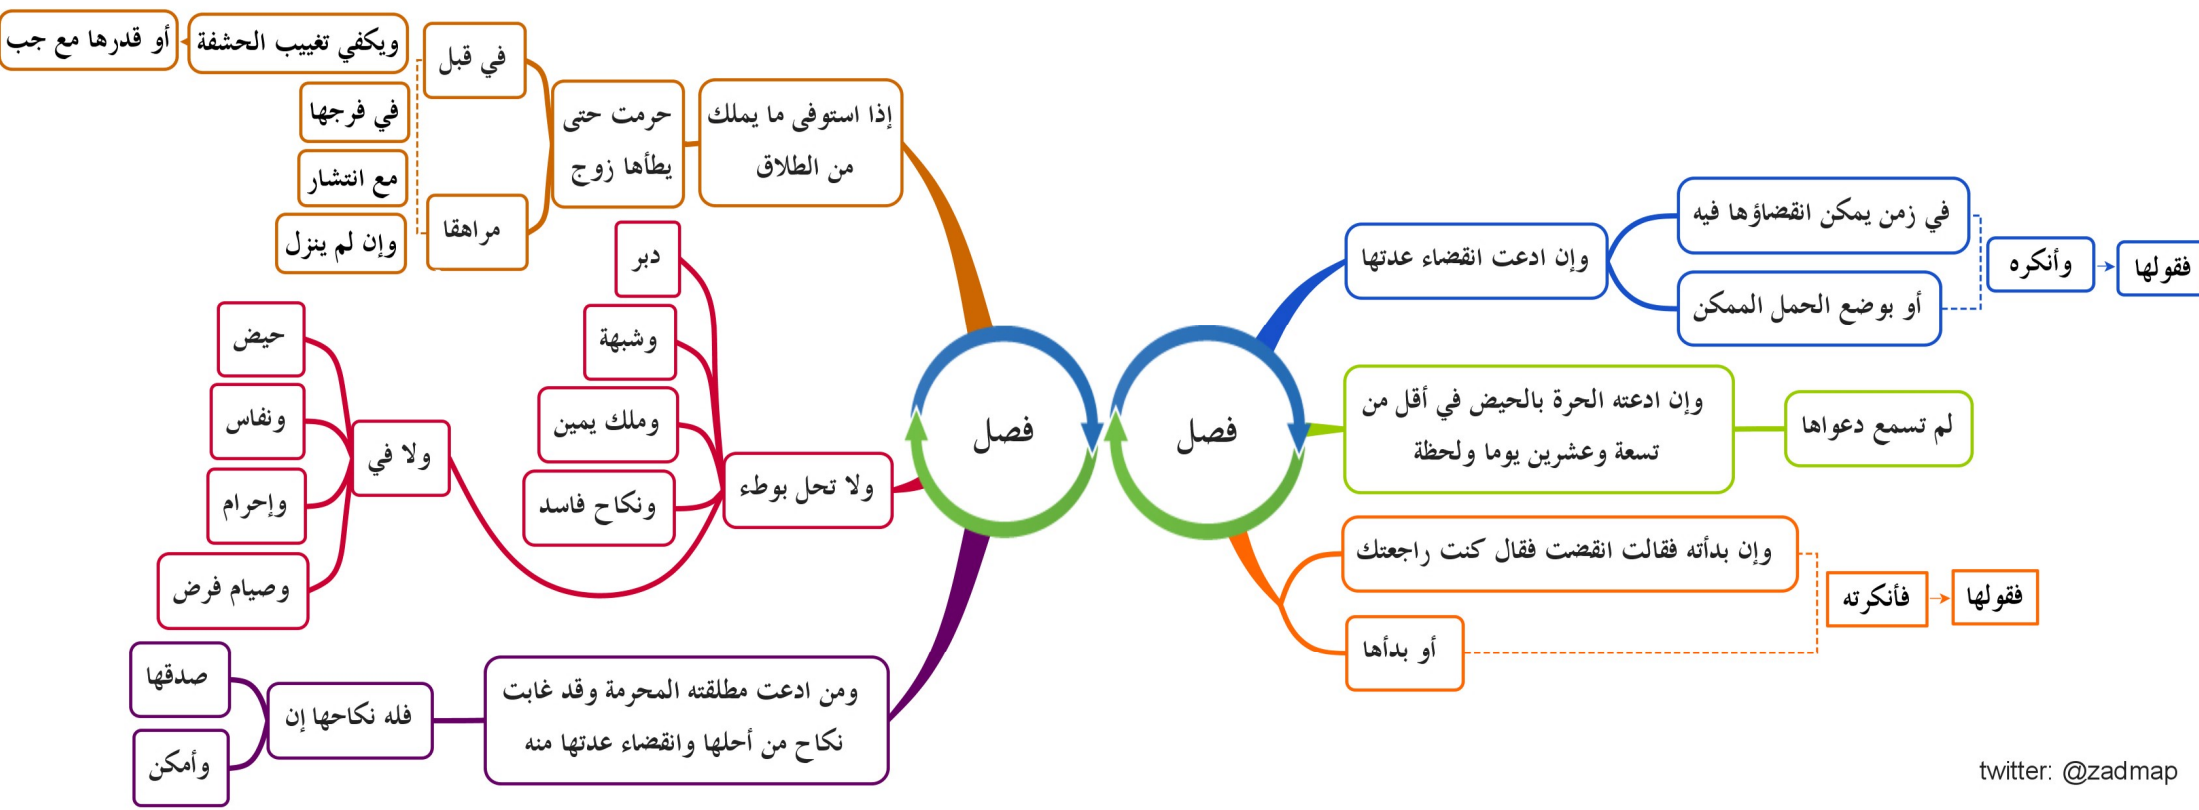 فصل
وإن ادعت انقضاء عدتها
في زمن يمكن انقضاؤها فيه
أو بوضع الحمل الممكن
وأنكره
فقولها
وإن ادعته الحرة بالحيض في أقل من
تسعة وعشرين يوما ولحظة
لم تسمع دعواها
وإن بدأته فقالت انقضت فقال كنت راجعتك
أو بدأها
فأنكرته
فقولها
فصل
إذا استوفى ما يملك
من الطلاق
حرمت حتى
يطأها زوج
في قبل
مراهقا
ويكفي تغييب الحشفة
أو قدرها مع جب
في فرجها
مع انتشار
وإن لم ينزل
ولا تحل بوطء
دبر
وشبهة
وملك يمين
ونكاح فاسد
ولا في
حيض
ونفاس
وإحرام
وصيام فرض
ومن ادعت مطلقته المحرمة وقد غابت
نكاح من أحلها وانقضاء عدتها منه
فله نكاحها إن
صدقها
وأمكن
twitter: @zadmap